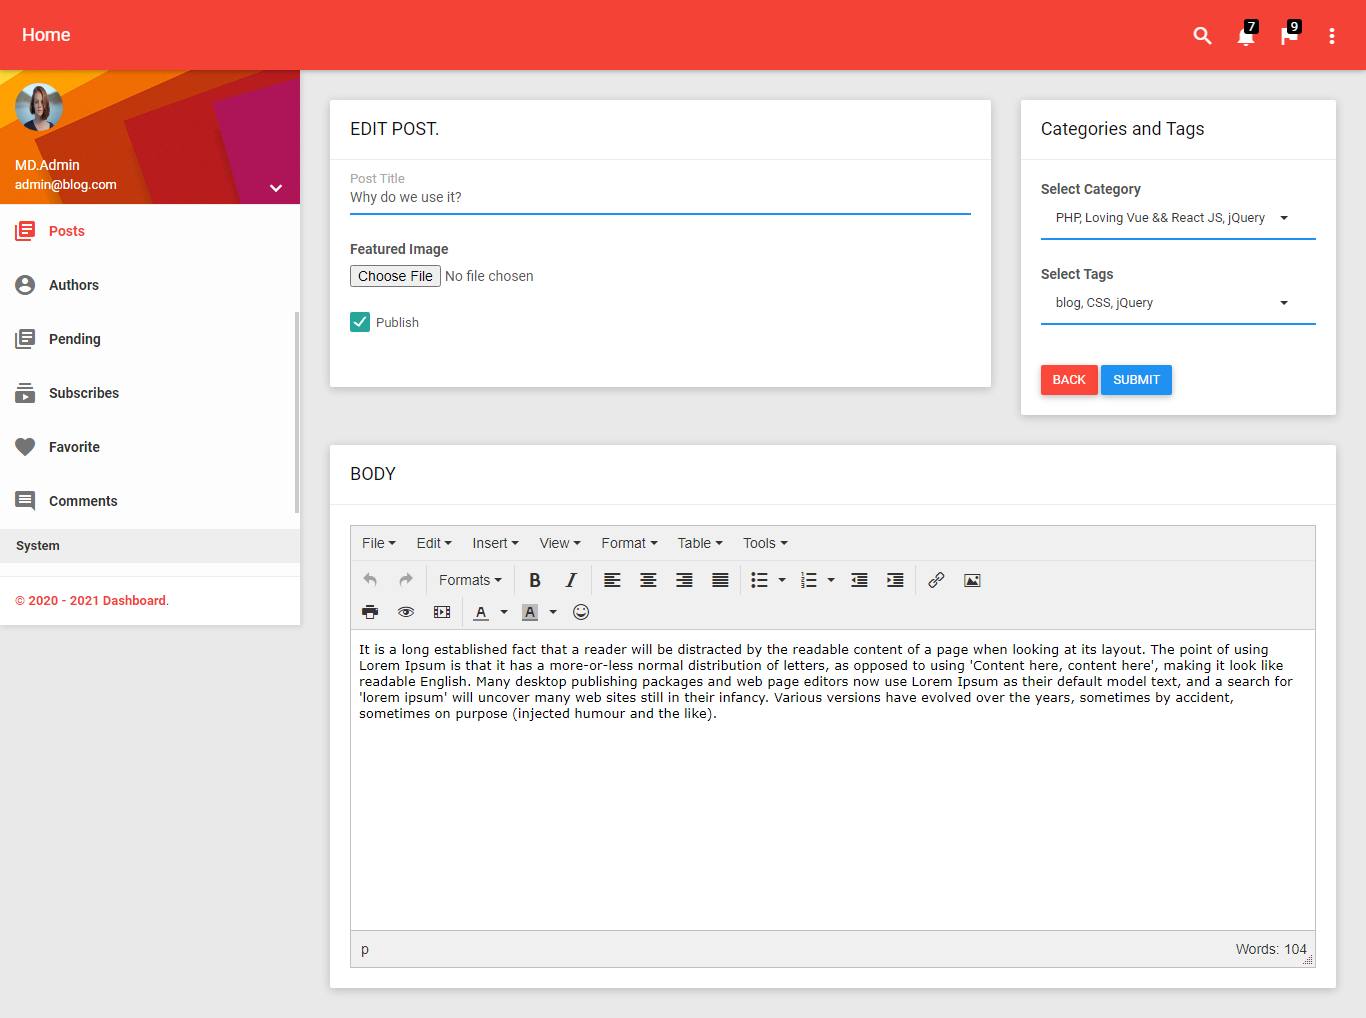 Home
7
9
MD.Admin
admin@blog.com
Posts
Authors
Pending
Subscribes
Favorite
Comments
System
© 2020 - 2021 Dashboard.
EDIT POST.
Post Title
Why do we use it?
Featured Image
Choose File No file chosen
Publish
Categories and Tags
Select Category
PHP, Loving Vue && React JS, jQuery
Select Tags
blog, CSS, jQuery
BACK SUBMIT
BODY
File Edit Insert View Format Table Tools
Formats B I
A A
It is a long established fact that a reader will be distracted by the readable content of a page when looking at its layout. The point of using
Lorem Ipsum is that it has a more-or-less normal distribution of letters, as opposed to using 'Content here, content here', making it look like
readable English. Many desktop publishing packages and web page editors now use Lorem Ipsum as their default model text, and a search for
'lorem ipsum' will uncover many web sites still in their infancy. Various versions have evolved over the years, sometimes by accident,
sometimes on purpose (injected humour and the like).
p
Words: 104